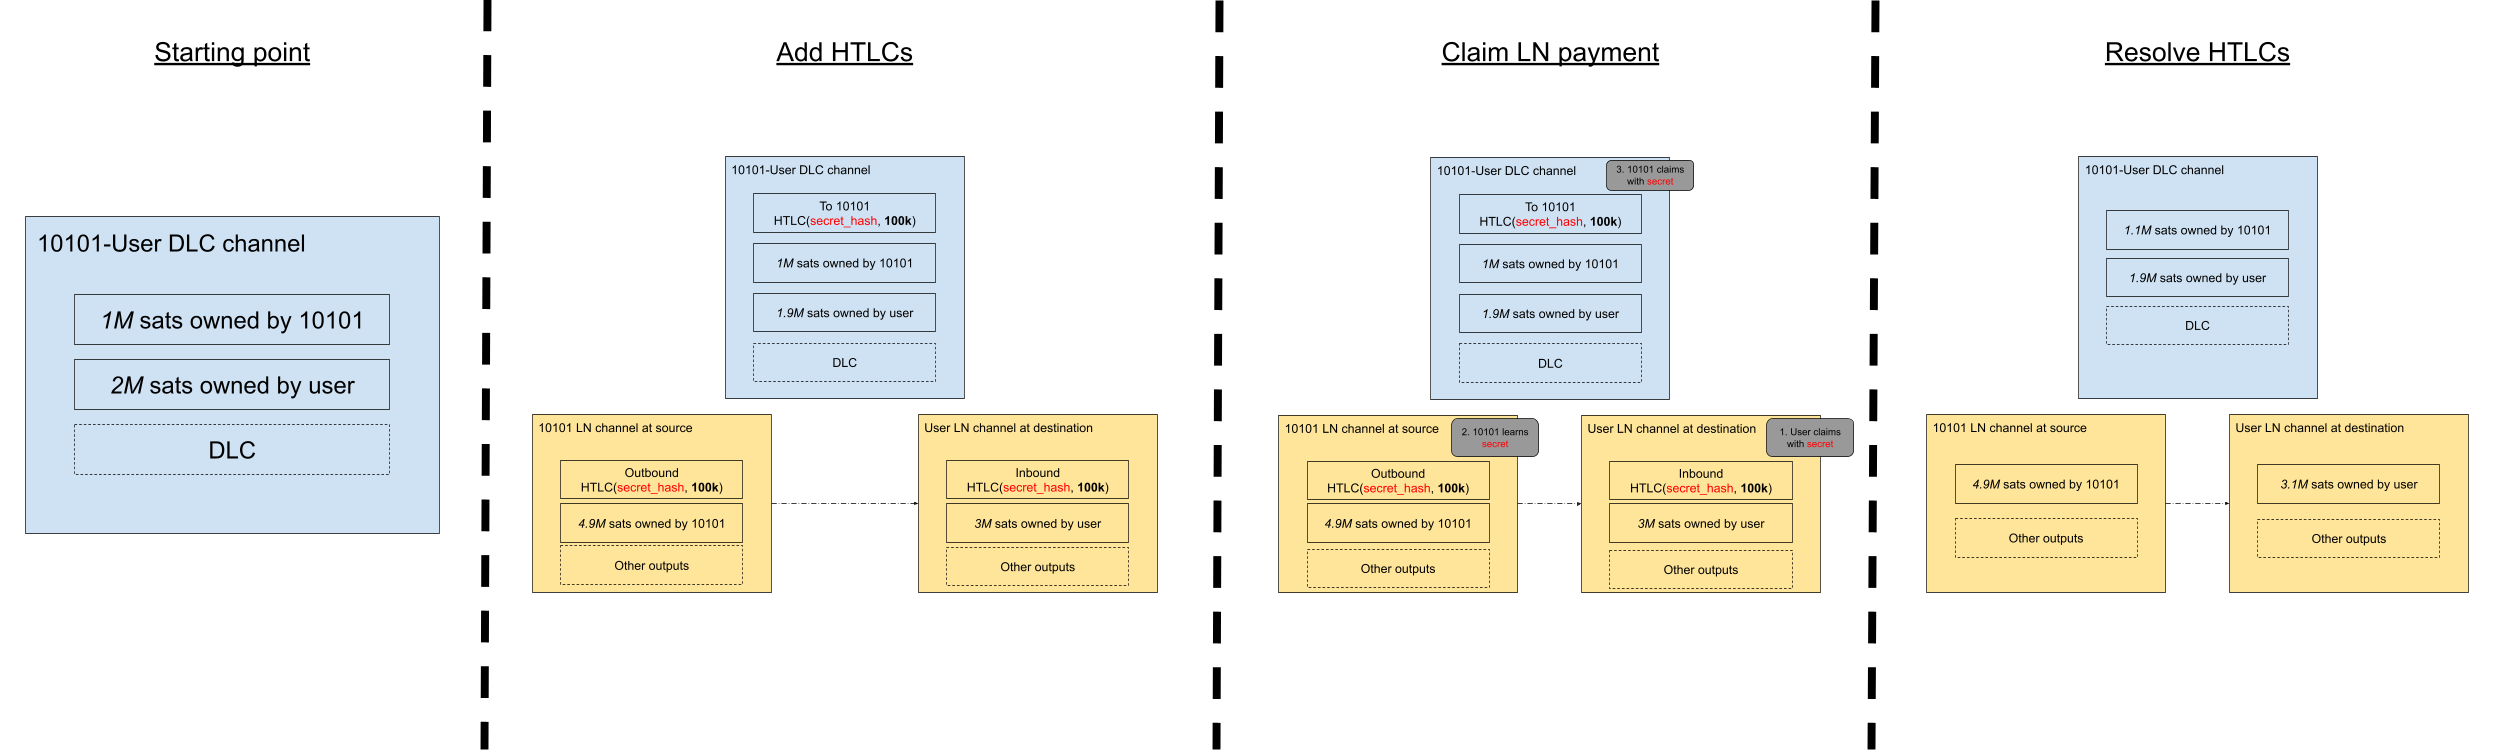 Starting point
10101-User DLC channel
1M sats owned by 10101
2M sats owned by user
DLC
Add HTLCs
10101-User DLC channel
To 10101
HTLC(secret_hash, 100k)
1M sats owned by 10101
1.9M sats owned by user
DLC
10101 LN channel at source
Outbound
HTLC(secret_hash, 100k)
4.9M sats owned by 10101
Other outputs
User LN channel at destination
Inbound
HTLC(secret_hash, 100k)
3M sats owned by user
Other outputs
Claim LN payment
10101-User DLC channel
3. 10101 claims
with secret
To 10101
HTLC(secret_hash, 100k)
1M sats owned by 10101
1.9M sats owned by user
DLC
10101 LN channel at source
2. 10101 learns
secret
Outbound
HTLC(secret_hash, 100k)
4.9M sats owned by 10101
Other outputs
User LN channel at destination
1. User claims
with secret
Inbound
HTLC(secret_hash, 100k)
3M sats owned by user
Other outputs
Resolve HTLCs
10101-User DLC channel
1.1M sats owned by 10101
1.9M sats owned by user
DLC
10101 LN channel at source
4.9M sats owned by 10101
Other outputs
User LN channel at destination
3.1M sats owned by user
Other outputs